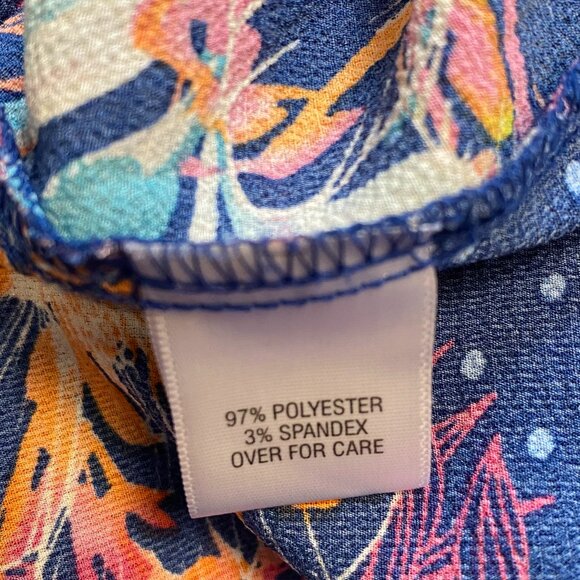 97% POLYESTER
3% SPANDEX
OVER FOR CARE